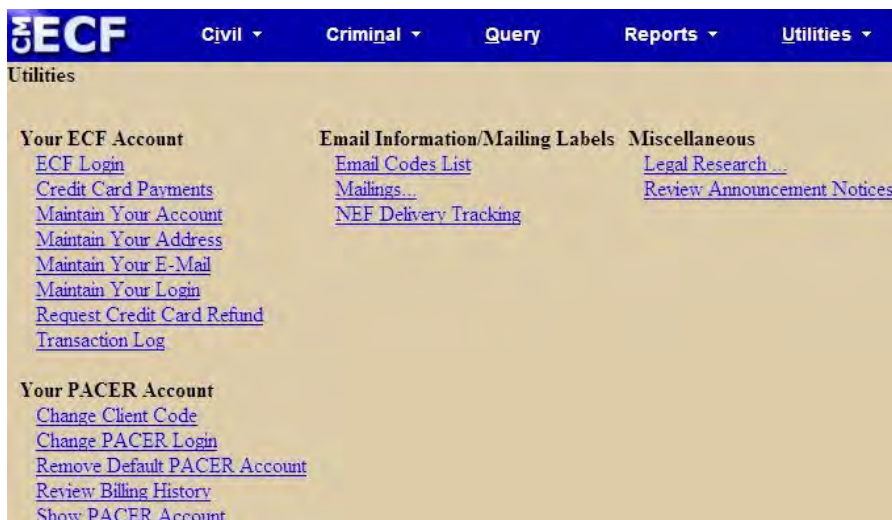 CM ECF Civil Criminal Query Reports Utilities
Utilities
Your ECF Account
ECF Login
Credit Card Payments
Maintain Your Account
Maintain Your Address
Maintain Your E-Mail
Maintain Your Login
Request Credit Card Refund
Transaction Log
Your PACER Account
Change Client Code
Change PACER Login
Remove Default PACER Account
Review Billing History
Show PACER Account
Email Information/Mailing Labels
Email Codes List
Mailings...
NEF Delivery Tracking
Miscellaneous
Legal Research ...
Review Announcement Notices